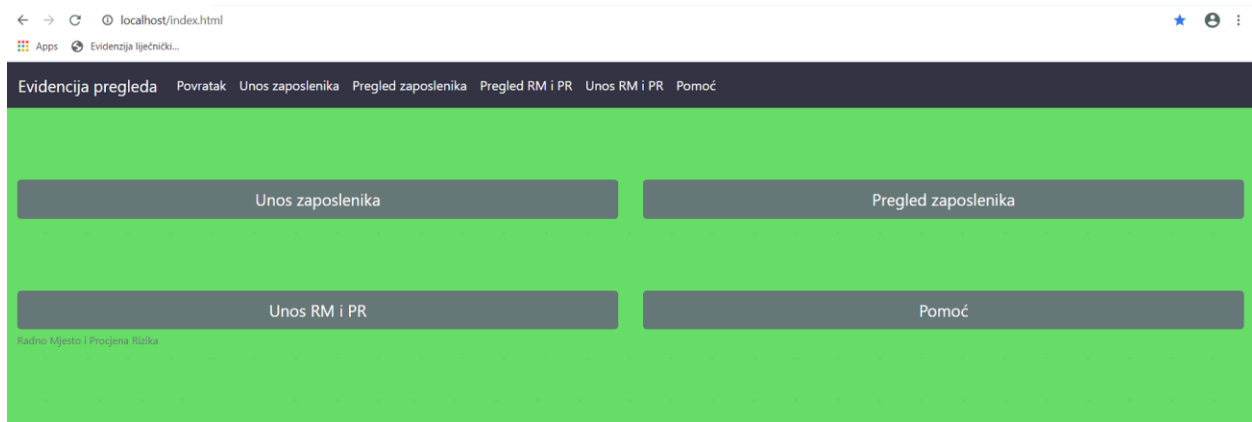 localhost/index.html
Apps Evidenzija liječnički...
Evidencija pregleda Povratak Unos zaposlenika Pregled zaposlenika Pregled RM i PR Unos RM i PR Pomoć
Unos zaposlenika Pregled zaposlenika
Unos RM i PR Pomoć
Radno Mjesto i Procjena Rizika